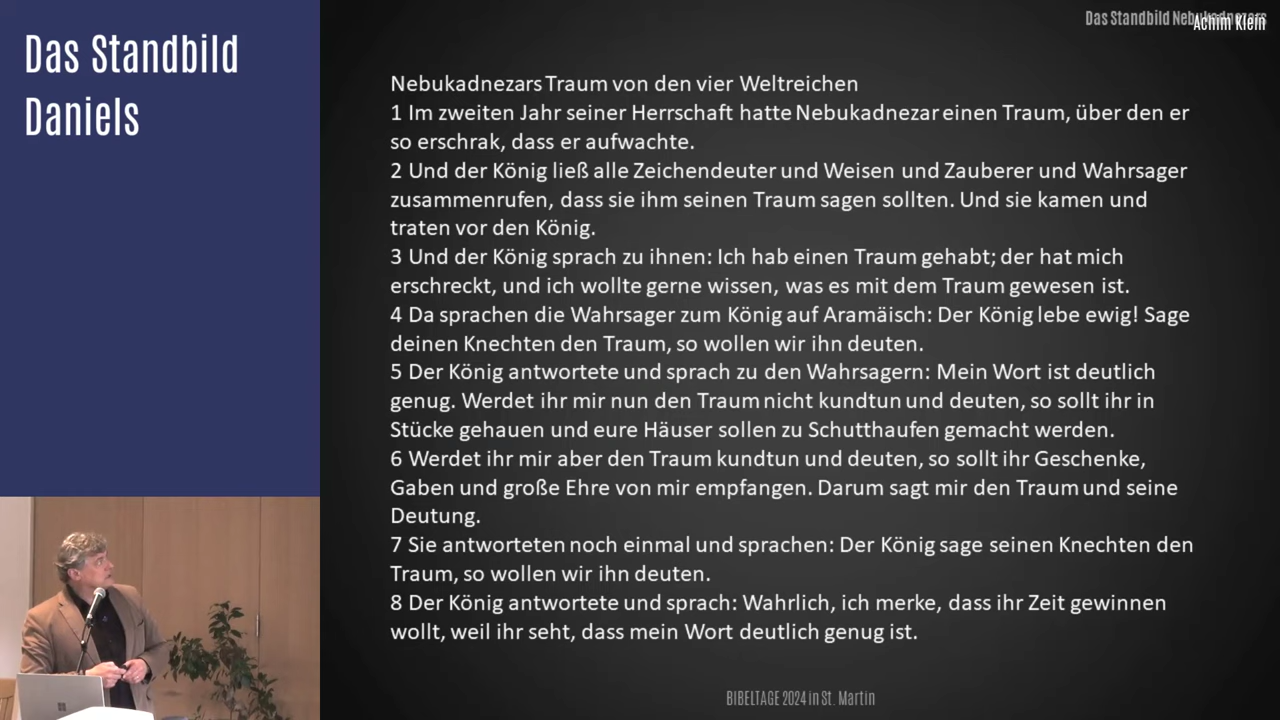 Das Standbild
Daniels
Das Standbild Nebukadnezars
Achim Klein
Nebukadnezars Traum von den vier Weltreichen
1 Im zweiten Jahr seiner Herrschaft hatte Nebukadnezar einen Traum, über den er
so erschrak, dass er aufwachte.
2 Und der König ließ alle Zeichendeuter und Weisen und Zauberer und Wahrsager
zusammenrufen, dass sie ihm seinen Traum sagen sollten. Und sie kamen und
traten vor den König.
3 Und der König sprach zu ihnen: Ich hab einen Traum gehabt; der hat mich
erschreckt, und ich wollte gerne wissen, was es mit dem Traum gewesen ist.
4 Da sprachen die Wahrsager zum König auf Aramäisch: Der König lebe ewig! Sage
deinen Knechten den Traum, so wollen wir ihn deuten.
5 Der König antwortete und sprach zu den Wahrsagern: Mein Wort ist deutlich
genug. Werdet ihr mir nun den Traum nicht kundtun und deuten, so sollt ihr in
Stücke gehauen und eure Häuser sollen zu Schutthaufen gemacht werden.
6 Werdet ihr mir aber den Traum kundtun und deuten, so sollt ihr Geschenke,
Gaben und große Ehre von mir empfangen. Darum sagt mir den Traum und seine
Deutung.
7 Sie antworteten noch einmal und sprachen: Der König sage seinen Knechten den
Traum, so wollen wir ihn deuten.
8 Der König antwortete und sprach: Wahrlich, ich merke, dass ihr Zeit gewinnen
wollt, weil ihr seht, dass mein Wort deutlich genug ist.
BIBELTAGE 2024 in St. Martin